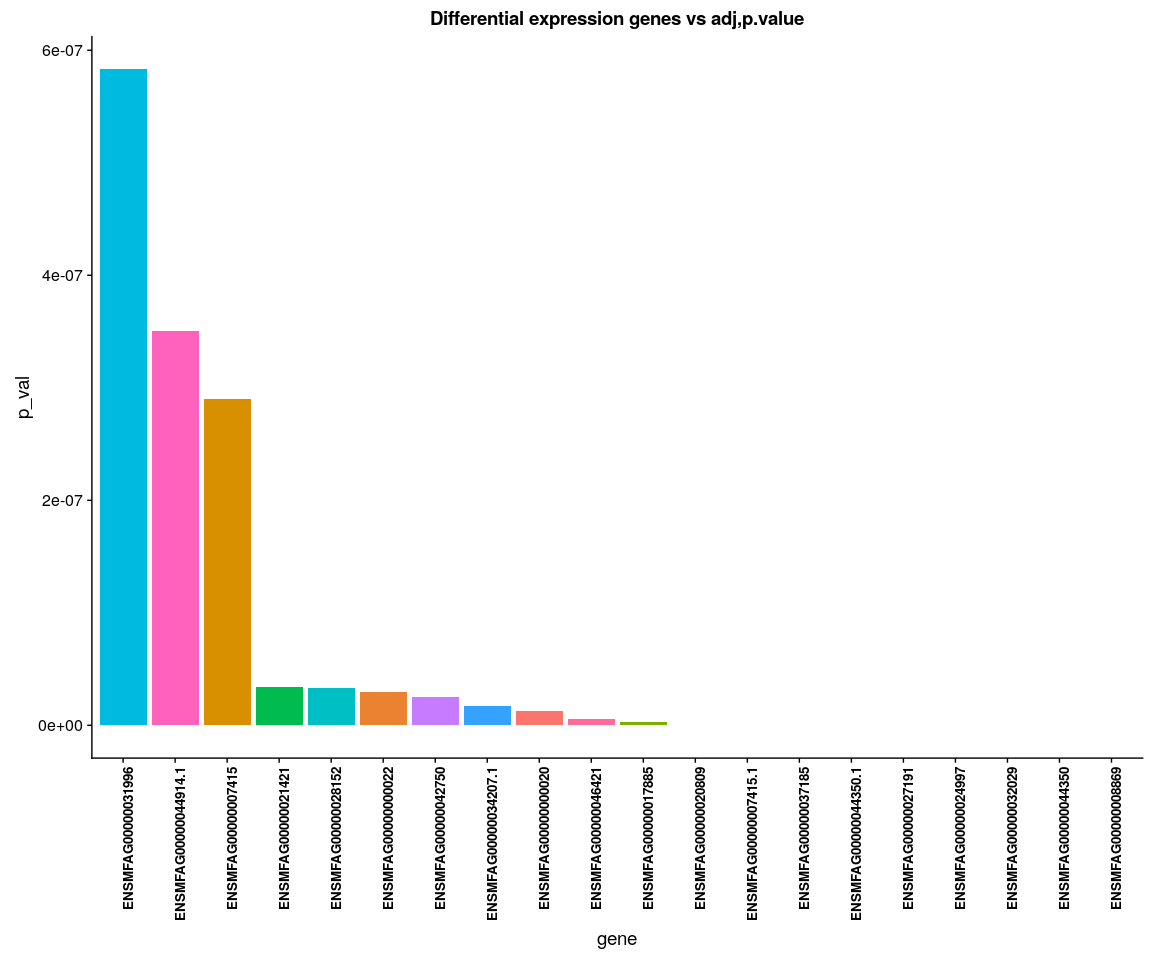 Differential expression genes vs adj,p.value
6e-07
4e-07
2e-07
0e+00
p_val
ENSMFAG00000031996
ENSMFAG00000044914.1
ENSMFAG00000007415
ENSMFAG00000021421
ENSMFAG00000028152
ENSMFAG00000000022
ENSMFAG00000042750
ENSMFAG00000034207.1
ENSMFAG00000000020
ENSMFAG00000046421
ENSMFAG00000017885
ENSMFAG00000020809
ENSMFAG00000007415.1
ENSMFAG00000037185
ENSMFAG00000044350.1
ENSMFAG00000027191
ENSMFAG00000024997
ENSMFAG00000032029
ENSMFAG00000044350
ENSMFAG00000008869
gene